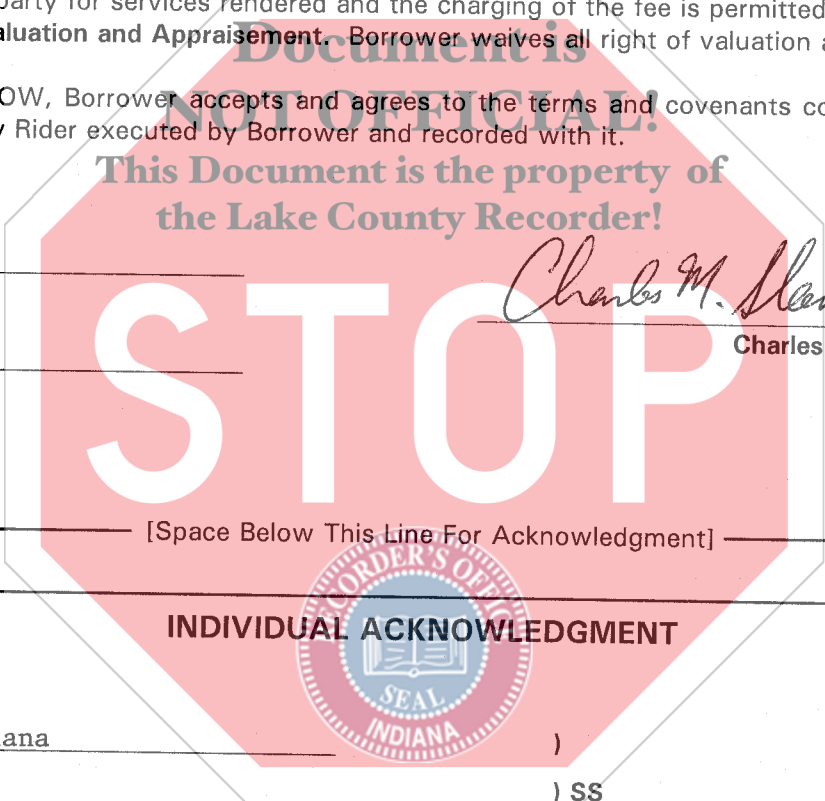 party for services rendered and the charging of the fee is permitted
aluation and Appraisement. Borrower waives all right of valuation a
Document is
OW, Borrower accepts and agrees to the terms and covenants co
NOT OFFICIAL!
y Rider executed by Borrower and recorded with it.
This Document is the property of
the Lake County Recorder!
Charles M.
Charles
STOP
[Space Below This Line For Acknowledgment]
RECORDER'S OFFIC
INDIVIDUAL ACKNOWLEDGMENT
SEAL
INDIANA
iana )
) SS